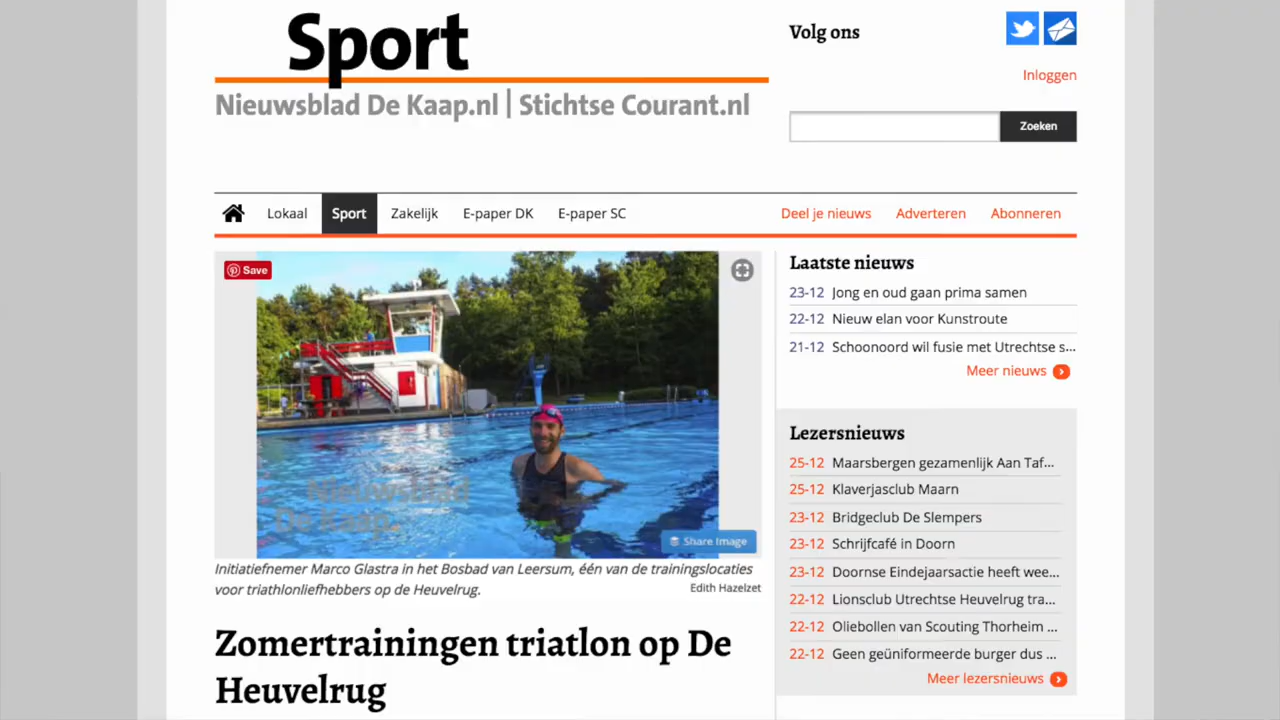 Sport
Nieuwsblad De Kaap.nl | Stichtse Courant.nl
Volg ons
Inloggen
Zoeken
Lokaal
Sport
Zakelijk
E-paper DK
E-paper SC
Deel je nieuws
Adverteren
Abonneren
Save
Nieuwsblad
De Kaap
Share Image
Initiatiefnemer Marco Glastra in het Bosbad van Leersum, één van de trainingslocaties
voor triathlonliefhebbers op de Heuvelrug.
Edith Hazelzet
Zomertrainingen triatlon op De
Heuvelrug
Laatste nieuws
23-12 Jong en oud gaan prima samen
22-12 Nieuw elan voor Kunstroute
21-12 Schoonoord wil fusie met Utrechtse s...
Meer nieuws
Lezersnieuws
25-12 Maarsbergen gezamenlijk Aan Taf...
25-12 Klaverjasclub Maarn
23-12 Bridgeclub De Slempers
23-12 Schrijfcafé in Doorn
23-12 Doornse Eindejaarsactie heeft wee...
22-12 Lionsclub Utrechtse Heuvelrug tra...
22-12 Oliebollen van Scouting Thorheim ...
22-12 Geen geüniformeerde burger dus ...
Meer lezersnieuws